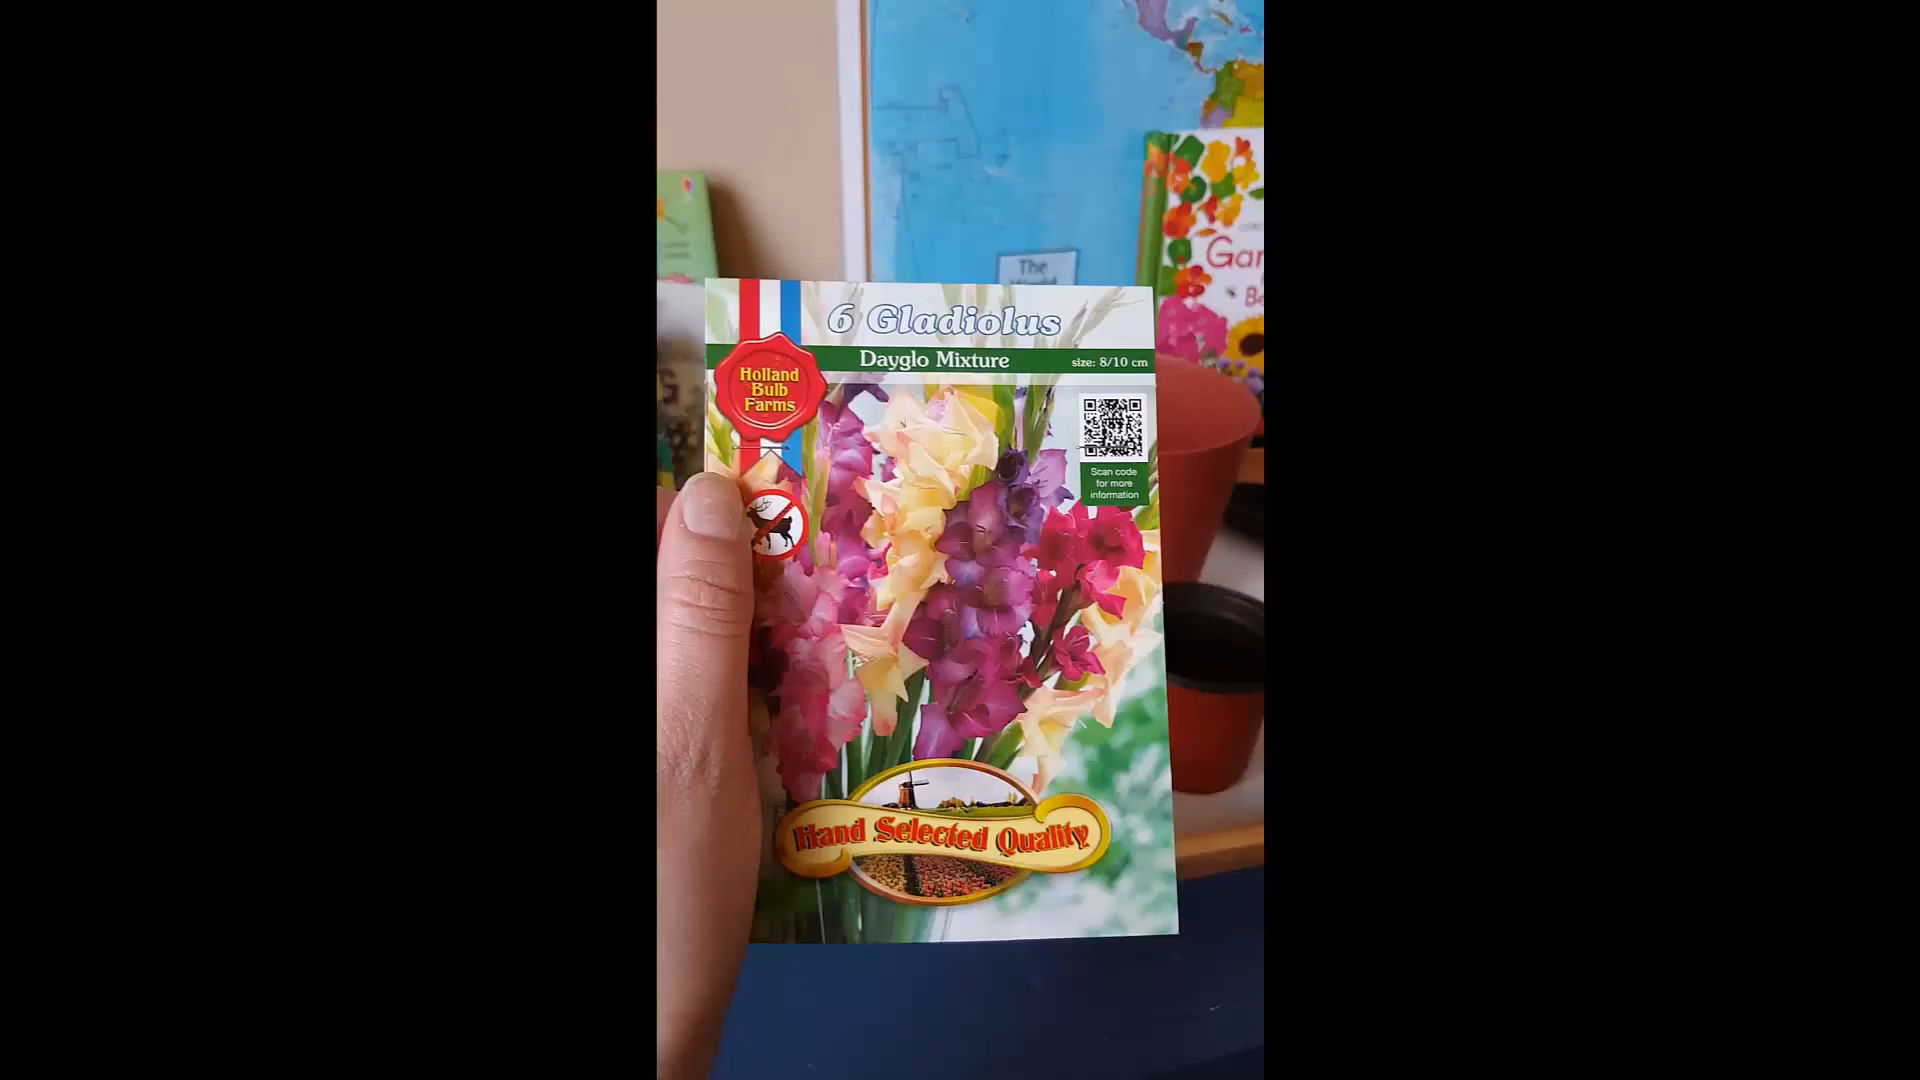 The
6 Gladiolus
Dayglo Mixture
size: 8/10 cm
Holland
Bulb
Farms
Scan code
for more
information
Hand Selected Quality
Gar
Be